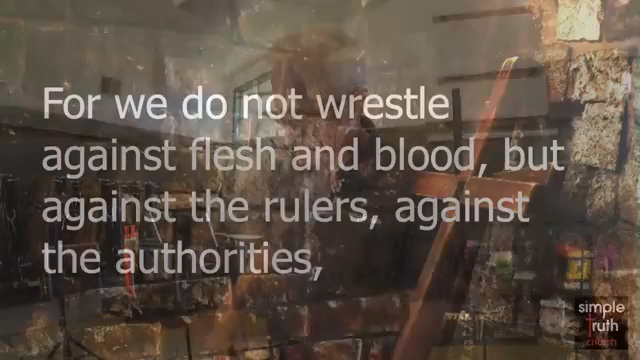 For we do not wrestle
against flesh and blood, but
against the rulers, against
the authorities,
simple
Truth
church